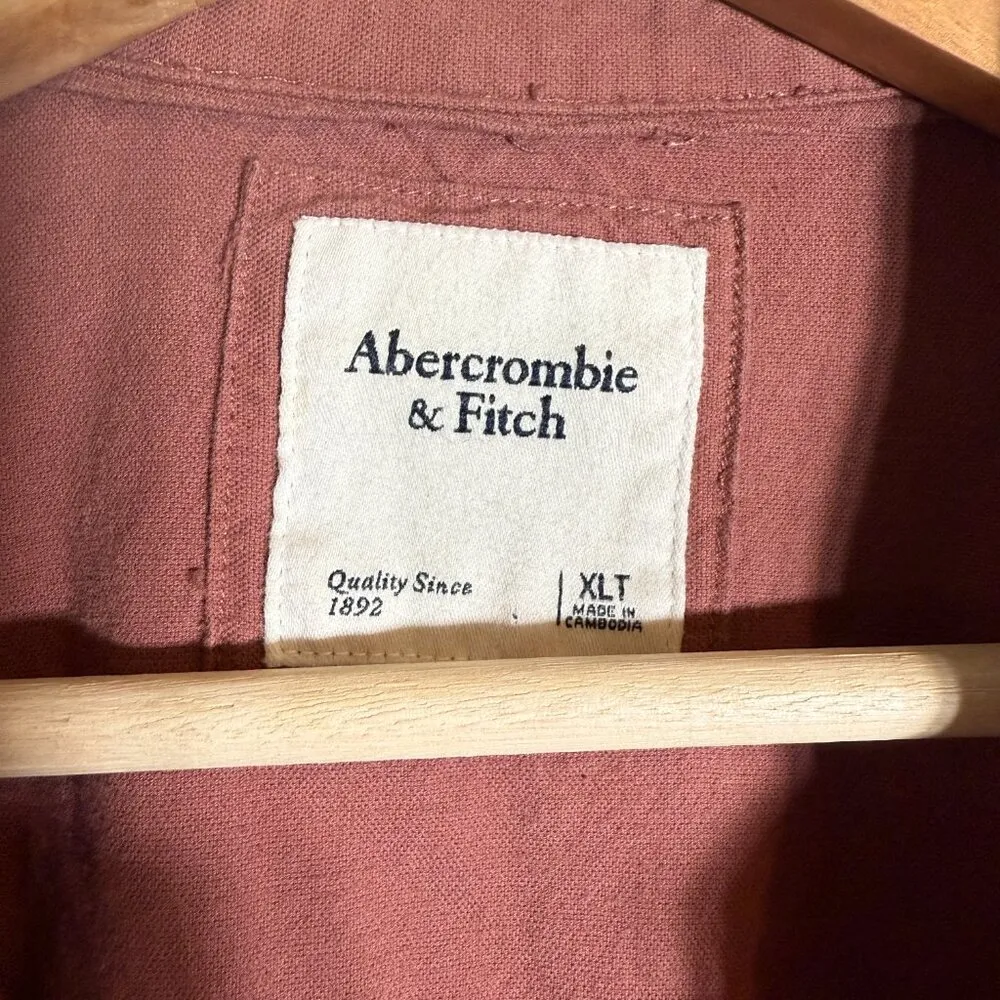 Abercrombie
& Fitch
Quality Since
1892
XLT
MADE IN
CAMBODIA